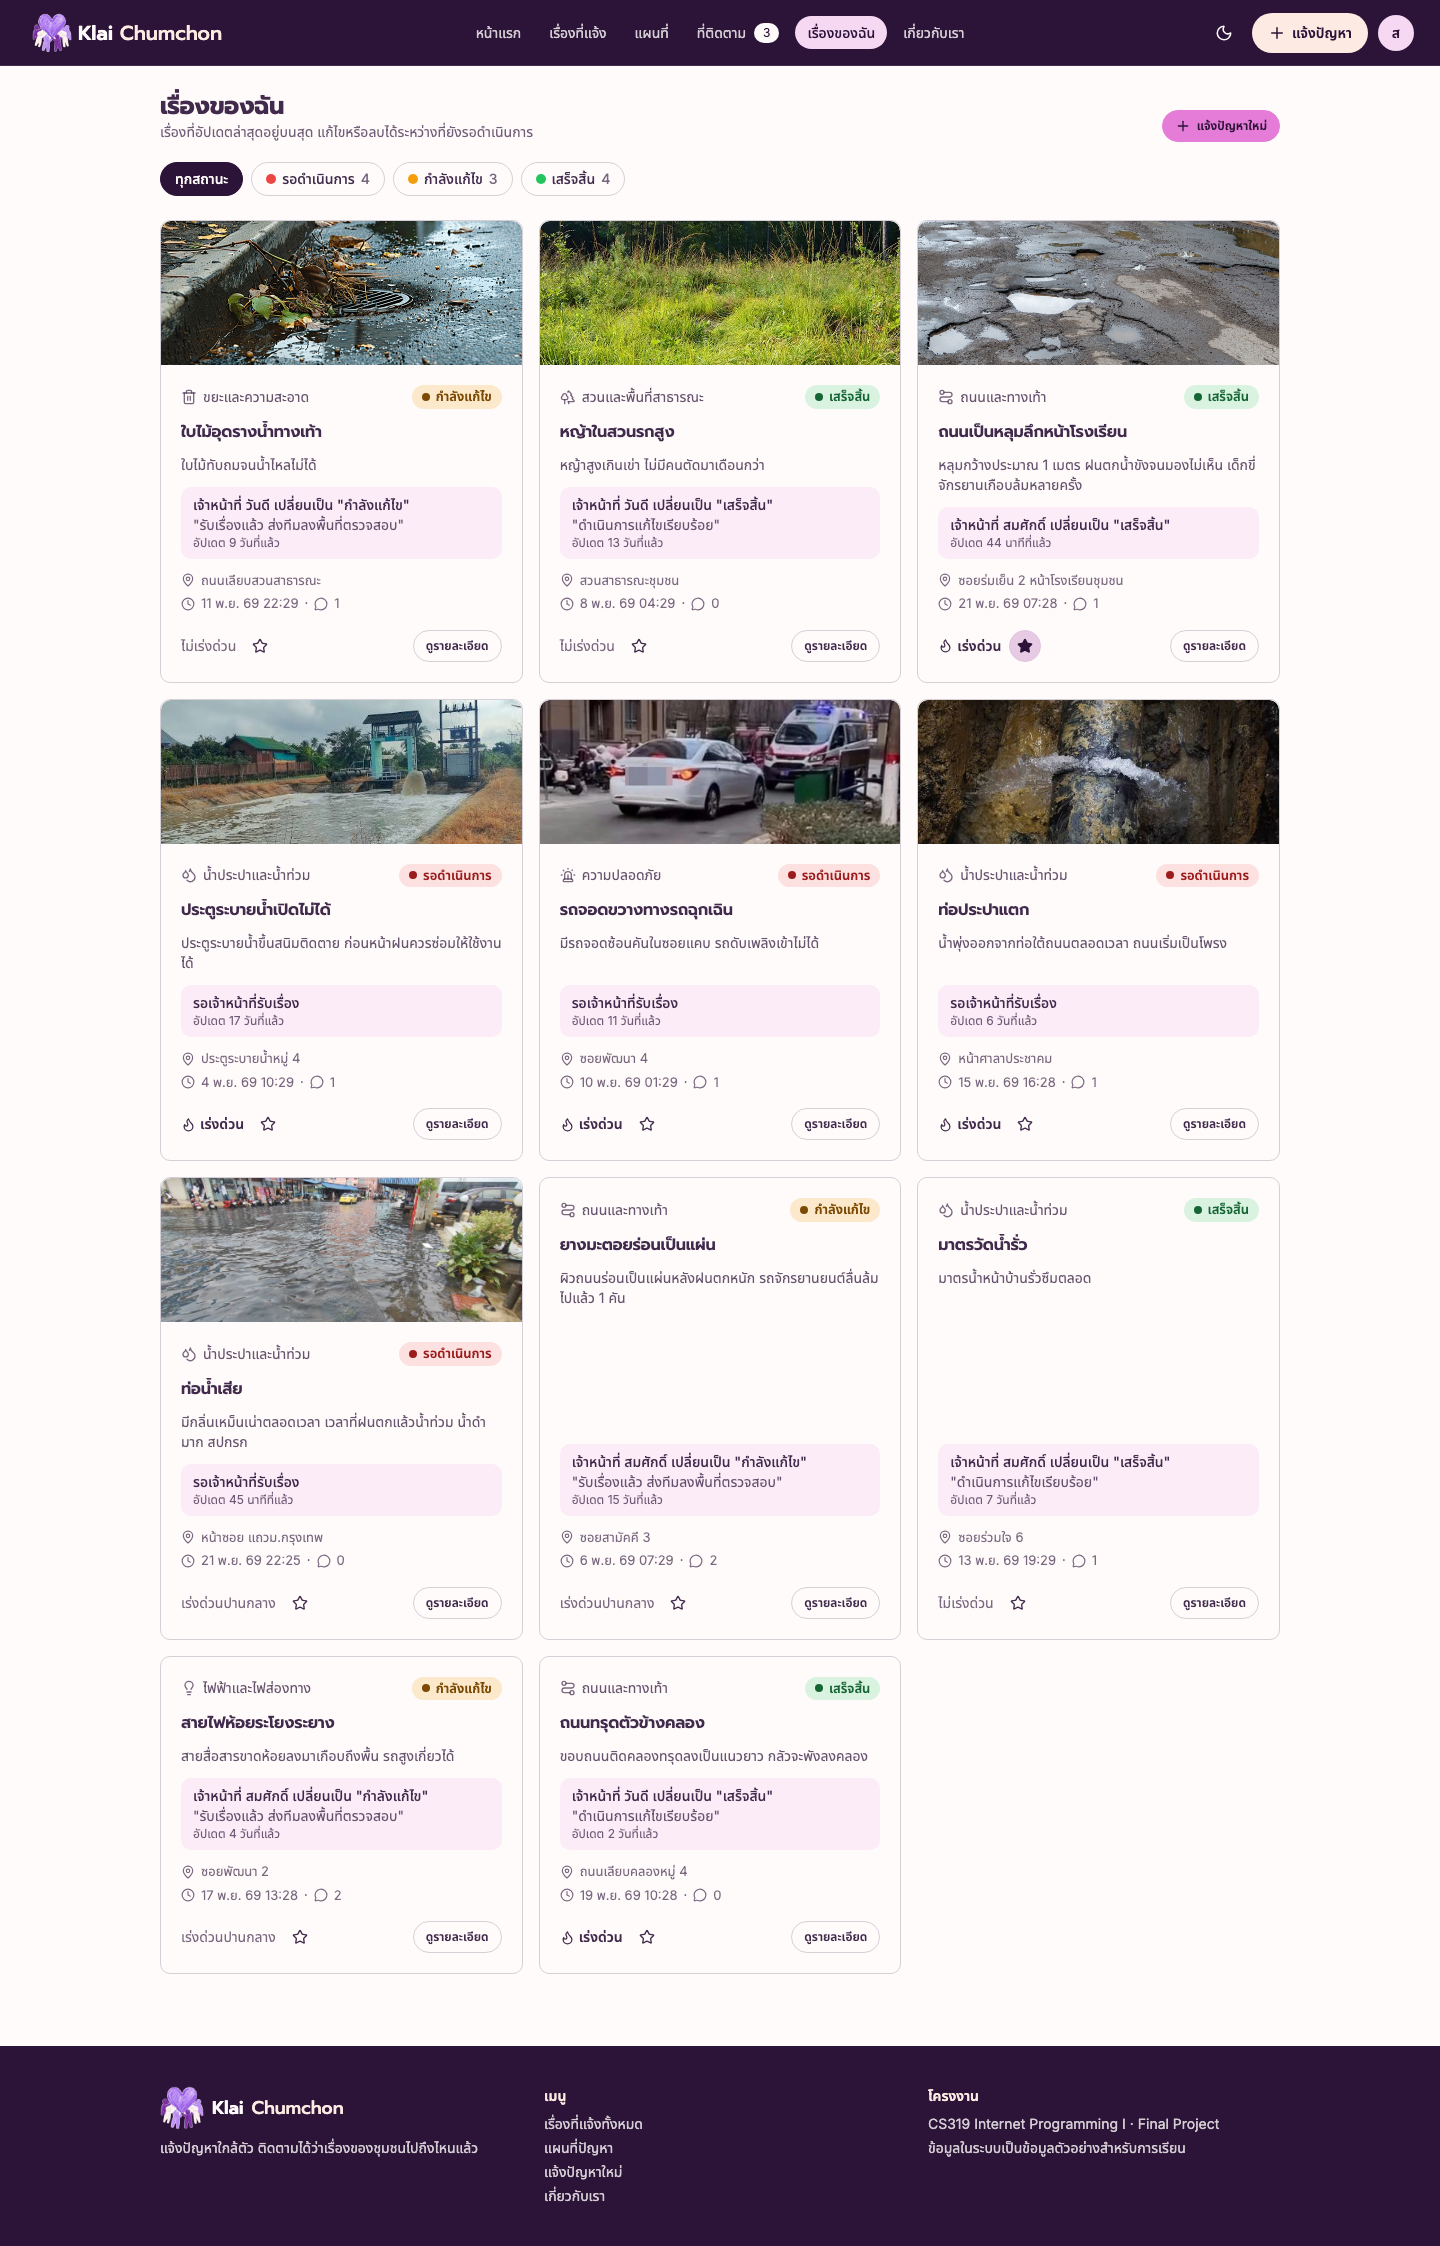 Klai Chumchon
หน้าแรก
เรื่องที่แจ้ง
แผนที่
ที่ติดตาม 3
เรื่องของฉัน
เกี่ยวกับเรา
แจ้งปัญหา
ส
เรื่องของฉัน
เรื่องที่อัปเดตล่าสุดอยู่บนสุด แก้ไขหรือลบได้ระหว่างที่ยังรอดำเนินการ
แจ้งปัญหาใหม่
ทุกสถานะ
รอดำเนินการ 4
กำลังแก้ไข 3
เสร็จสิ้น 4
ขยะและความสะอาด
กำลังแก้ไข
ใบไม้อุดรางน้ำทางเท้า
ใบไม้ทับถมจนน้ำไหลไม่ได้
เจ้าหน้าที่ วันดี เปลี่ยนเป็น "กำลังแก้ไข"
"รับเรื่องแล้ว ส่งทีมลงพื้นที่ตรวจสอบ"
อัปเดต 9 วันที่แล้ว
ถนนเลียบสวนสาธารณะ
11 พ.ย. 69 22:29 · 1
ไม่เร่งด่วน
ดูรายละเอียด
สวนและพื้นที่สาธารณะ
เสร็จสิ้น
หญ้าในสวนรกสูง
หญ้าสูงเกินเข่า ไม่มีคนตัดมาเดือนกว่า
เจ้าหน้าที่ วันดี เปลี่ยนเป็น "เสร็จสิ้น"
"ดำเนินการแก้ไขเรียบร้อย"
อัปเดต 13 วันที่แล้ว
สวนสาธารณะชุมชน
8 พ.ย. 69 04:29 · 0
ไม่เร่งด่วน
ดูรายละเอียด
ถนนและทางเท้า
เสร็จสิ้น
ถนนเป็นหลุมลึกหน้าโรงเรียน
หลุมกว้างประมาณ 1 เมตร ฝนตกน้ำขังจนมองไม่เห็น เด็กขี่
จักรยานเกือบล้มหลายครั้ง
เจ้าหน้าที่ สมศักดิ์ เปลี่ยนเป็น "เสร็จสิ้น"
อัปเดต 44 นาทีที่แล้ว
ซอยร่มเย็น 2 หน้าโรงเรียนชุมชน
21 พ.ย. 69 07:28 · 1
เร่งด่วน
ดูรายละเอียด
น้ำประปาและน้ำท่วม
รอดำเนินการ
ประตูระบายน้ำเปิดไม่ได้
ประตูระบายน้ำขึ้นสนิมติดตาย ก่อนหน้าฝนควรซ่อมให้ใช้งาน
ได้
รอเจ้าหน้าที่รับเรื่อง
อัปเดต 17 วันที่แล้ว
ประตูระบายน้ำหมู่ 4
4 พ.ย. 69 10:29 · 1
เร่งด่วน
ดูรายละเอียด
ความปลอดภัย
รอดำเนินการ
รถจอดขวางทางรถฉุกเฉิน
มีรถจอดซ้อนคันในซอยแคบ รถดับเพลิงเข้าไม่ได้
รอเจ้าหน้าที่รับเรื่อง
อัปเดต 11 วันที่แล้ว
ซอยพัฒนา 4
10 พ.ย. 69 01:29 · 1
เร่งด่วน
ดูรายละเอียด
น้ำประปาและน้ำท่วม
รอดำเนินการ
ท่อประปาแตก
น้ำพุ่งออกจากท่อใต้ถนนตลอดเวลา ถนนเริ่มเป็นโพรง
รอเจ้าหน้าที่รับเรื่อง
อัปเดต 6 วันที่แล้ว
หน้าศาลาประชาคม
15 พ.ย. 69 16:28 · 1
เร่งด่วน
ดูรายละเอียด
น้ำประปาและน้ำท่วม
รอดำเนินการ
ท่อน้ำเสีย
มีกลิ่นเหม็นเน่าตลอดเวลา เวลาที่ฝนตกแล้วน้ำท่วม น้ำดำ
มาก สปกรก
รอเจ้าหน้าที่รับเรื่อง
อัปเดต 45 นาทีที่แล้ว
หน้าซอย แถวม.กรุงเทพ
21 พ.ย. 69 22:25 · 0
เร่งด่วนปานกลาง
ดูรายละเอียด
ถนนและทางเท้า
กำลังแก้ไข
ยางมะตอยร่อนเป็นแผ่น
ผิวถนนร่อนเป็นแผ่นหลังฝนตกหนัก รถจักรยานยนต์ลื่นล้ม
ไปแล้ว 1 คัน
เจ้าหน้าที่ สมศักดิ์ เปลี่ยนเป็น "กำลังแก้ไข"
"รับเรื่องแล้ว ส่งทีมลงพื้นที่ตรวจสอบ"
อัปเดต 15 วันที่แล้ว
ซอยสามัคคี 3
6 พ.ย. 69 07:29 · 2
เร่งด่วนปานกลาง
ดูรายละเอียด
น้ำประปาและน้ำท่วม
เสร็จสิ้น
มาตรวัดน้ำรั่ว
มาตรน้ำหน้าบ้านรั่วซึมตลอด
เจ้าหน้าที่ สมศักดิ์ เปลี่ยนเป็น "เสร็จสิ้น"
"ดำเนินการแก้ไขเรียบร้อย"
อัปเดต 7 วันที่แล้ว
ซอยร่วมใจ 6
13 พ.ย. 69 19:29 · 1
ไม่เร่งด่วน
ดูรายละเอียด
ไฟฟ้าและไฟส่องทาง
กำลังแก้ไข
สายไฟห้อยระโยงระยาง
สายสื่อสารขาดห้อยลงมาเกือบถึงพื้น รถสูงเกี่ยวได้
เจ้าหน้าที่ สมศักดิ์ เปลี่ยนเป็น "กำลังแก้ไข"
"รับเรื่องแล้ว ส่งทีมลงพื้นที่ตรวจสอบ"
อัปเดต 4 วันที่แล้ว
ซอยพัฒนา 2
17 พ.ย. 69 13:28 · 2
เร่งด่วนปานกลาง
ดูรายละเอียด
ถนนและทางเท้า
เสร็จสิ้น
ถนนทรุดตัวข้างคลอง
ขอบถนนติดคลองทรุดลงเป็นแนวยาว กลัวจะพังลงคลอง
เจ้าหน้าที่ วันดี เปลี่ยนเป็น "เสร็จสิ้น"
"ดำเนินการแก้ไขเรียบร้อย"
อัปเดต 2 วันที่แล้ว
ถนนเลียบคลองหมู่ 4
19 พ.ย. 69 10:28 · 0
เร่งด่วน
ดูรายละเอียด
Klai Chumchon
แจ้งปัญหาใกล้ตัว ติดตามได้ว่าเรื่องของชุมชนไปถึงไหนแล้ว
เมนู
เรื่องที่แจ้งทั้งหมด
แผนที่ปัญหา
แจ้งปัญหาใหม่
เกี่ยวกับเรา
โครงงาน
CS319 Internet Programming I · Final Project
ข้อมูลในระบบเป็นข้อมูลตัวอย่างสำหรับการเรียน